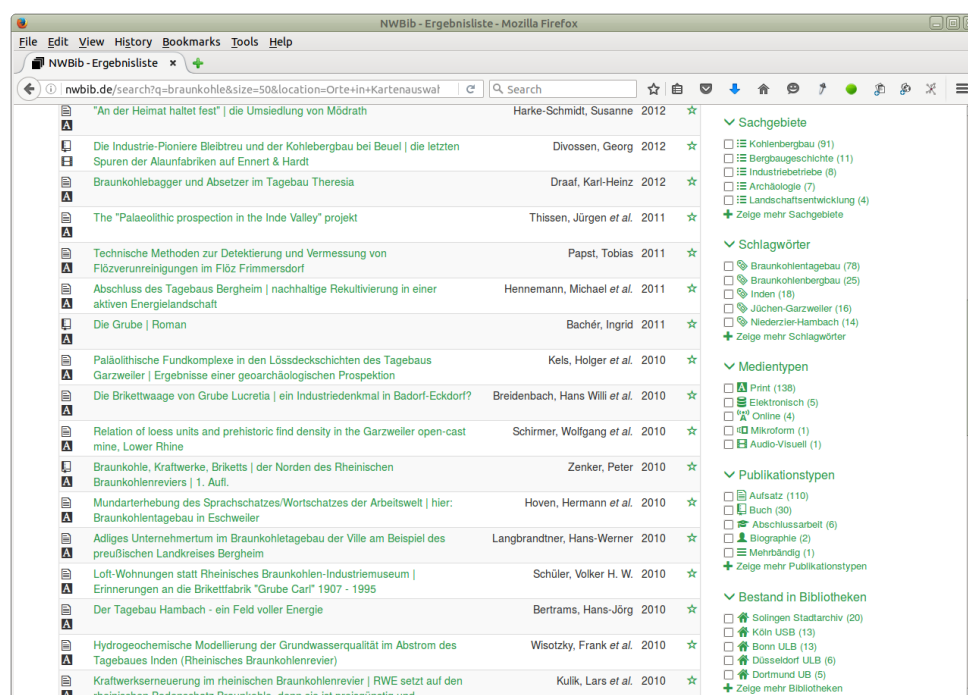 NWBib - Ergebnisliste - Mozilla Firefox
File Edit View History Bookmarks Tools Help
NWBib - Ergebnisliste
nwbib.de/search?q=braunkohle&size=50&location=Orte+in+Kartenauswal
Search
"An der Heimat haltet fest" | die Umsiedlung von Mödrath Harke-Schmidt, Susanne 2012
Die Industrie-Pioniere Bleibtreu und der Kohlebergbau bei Beuel | die letzten Divossen, Georg 2012
Spuren der Alaunfabriken auf Ennert & Hardt
Braunkohlebagger und Absetzer im Tagebau Theresia Draaf, Karl-Heinz 2012
The "Palaeolithic prospection in the Inde Valley" projekt Thissen, Jürgen et al. 2011
Technische Methoden zur Detektierung und Vermessung von Papst, Tobias 2011
Flözverunreinigungen im Flöz Frimmersdorf
Abschluss des Tagebaus Bergheim | nachhaltige Rekultivierung in einer Hennemann, Michael et al. 2011
aktiven Energielandschaft
Die Grube | Roman Bachér, Ingrid 2011
Paläolithische Fundkomplexe in den Lössdeckschichten des Tagebaus Kels, Holger et al. 2010
Garzweiler | Ergebnisse einer geoarchäologischen Prospektion
Die Brikettwaage von Grube Lucretia | ein Industriedenkmal in Badorf-Eckdorf? Breidenbach, Hans Willi et al. 2010
Relation of loess units and prehistoric find density in the Garzweiler open-cast Schirmer, Wolfgang et al. 2010
mine, Lower Rhine
Braunkohle, Kraftwerke, Briketts | der Norden des Rheinischen Zenker, Peter 2010
Braunkohlenreviers | 1. Aufl.
Mundarterhebung des Sprachschatzes/Wortschatzes der Arbeitswelt | hier: Hoven, Hermann et al. 2010
Braunkohlentagebau in Eschweiler
Adliges Unternehmertum im Braunkohletagebau der Ville am Beispiel des Langbrandtner, Hans-Werner 2010
preußischen Landkreises Bergheim
Loft-Wohnungen statt Rheinisches Braunkohlen-Industriemuseum | Schüler, Volker H. W. 2010
Erinnerungen an die Brikettfabrik "Grube Carl" 1907 - 1995
Der Tagebau Hambach - ein Feld voller Energie Bertrams, Hans-Jörg 2010
Hydrogeochemische Modellierung der Grundwasserqualität im Abstrom des Wisotzky, Frank et al. 2010
Tagebaues Inden (Rheinisches Braunkohlenrevier)
Kraftwerkserneuerung im rheinischen Braunkohlenrevier | RWE setzt auf den Kulik, Lars et al. 2010
Sachgebiete
Kohlenbergbau (91)
Bergbaugeschichte (11)
Industriebetriebe (8)
Archäologie (7)
Landschaftsentwicklung (4)
Zeige mehr Sachgebiete
Schlagwörter
Braunkohlentagebau (78)
Braunkohlenbergbau (25)
Inden (18)
Jüchen-Garzweiler (16)
Niederzier-Hambach (14)
Zeige mehr Schlagwörter
Medientypen
Print (138)
Elektronisch (5)
Online (4)
Mikroform (1)
Audio-Visuell (1)
Publikationstypen
Aufsatz (110)
Buch (30)
Abschlussarbeit (6)
Biographie (2)
Mehrbändig (1)
Zeige mehr Publikationstypen
Bestand in Bibliotheken
Solingen Stadtarchiv (20)
Köln USB (13)
Bonn ULB (13)
Düsseldorf ULB (6)
Dortmund UB (5)
Zeige mehr Bibliotheken